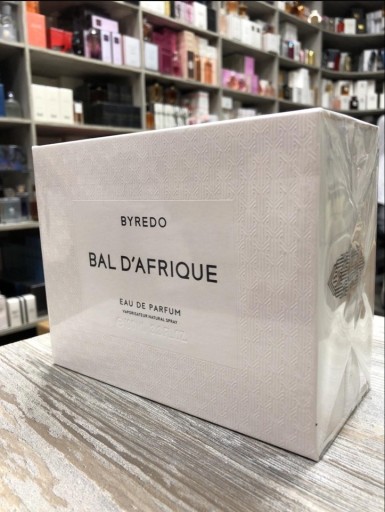 BYREDO
BAL D'AFRIQUE
EAU DE PARFUM
VAPORISATEUR NATURAL SPRAY